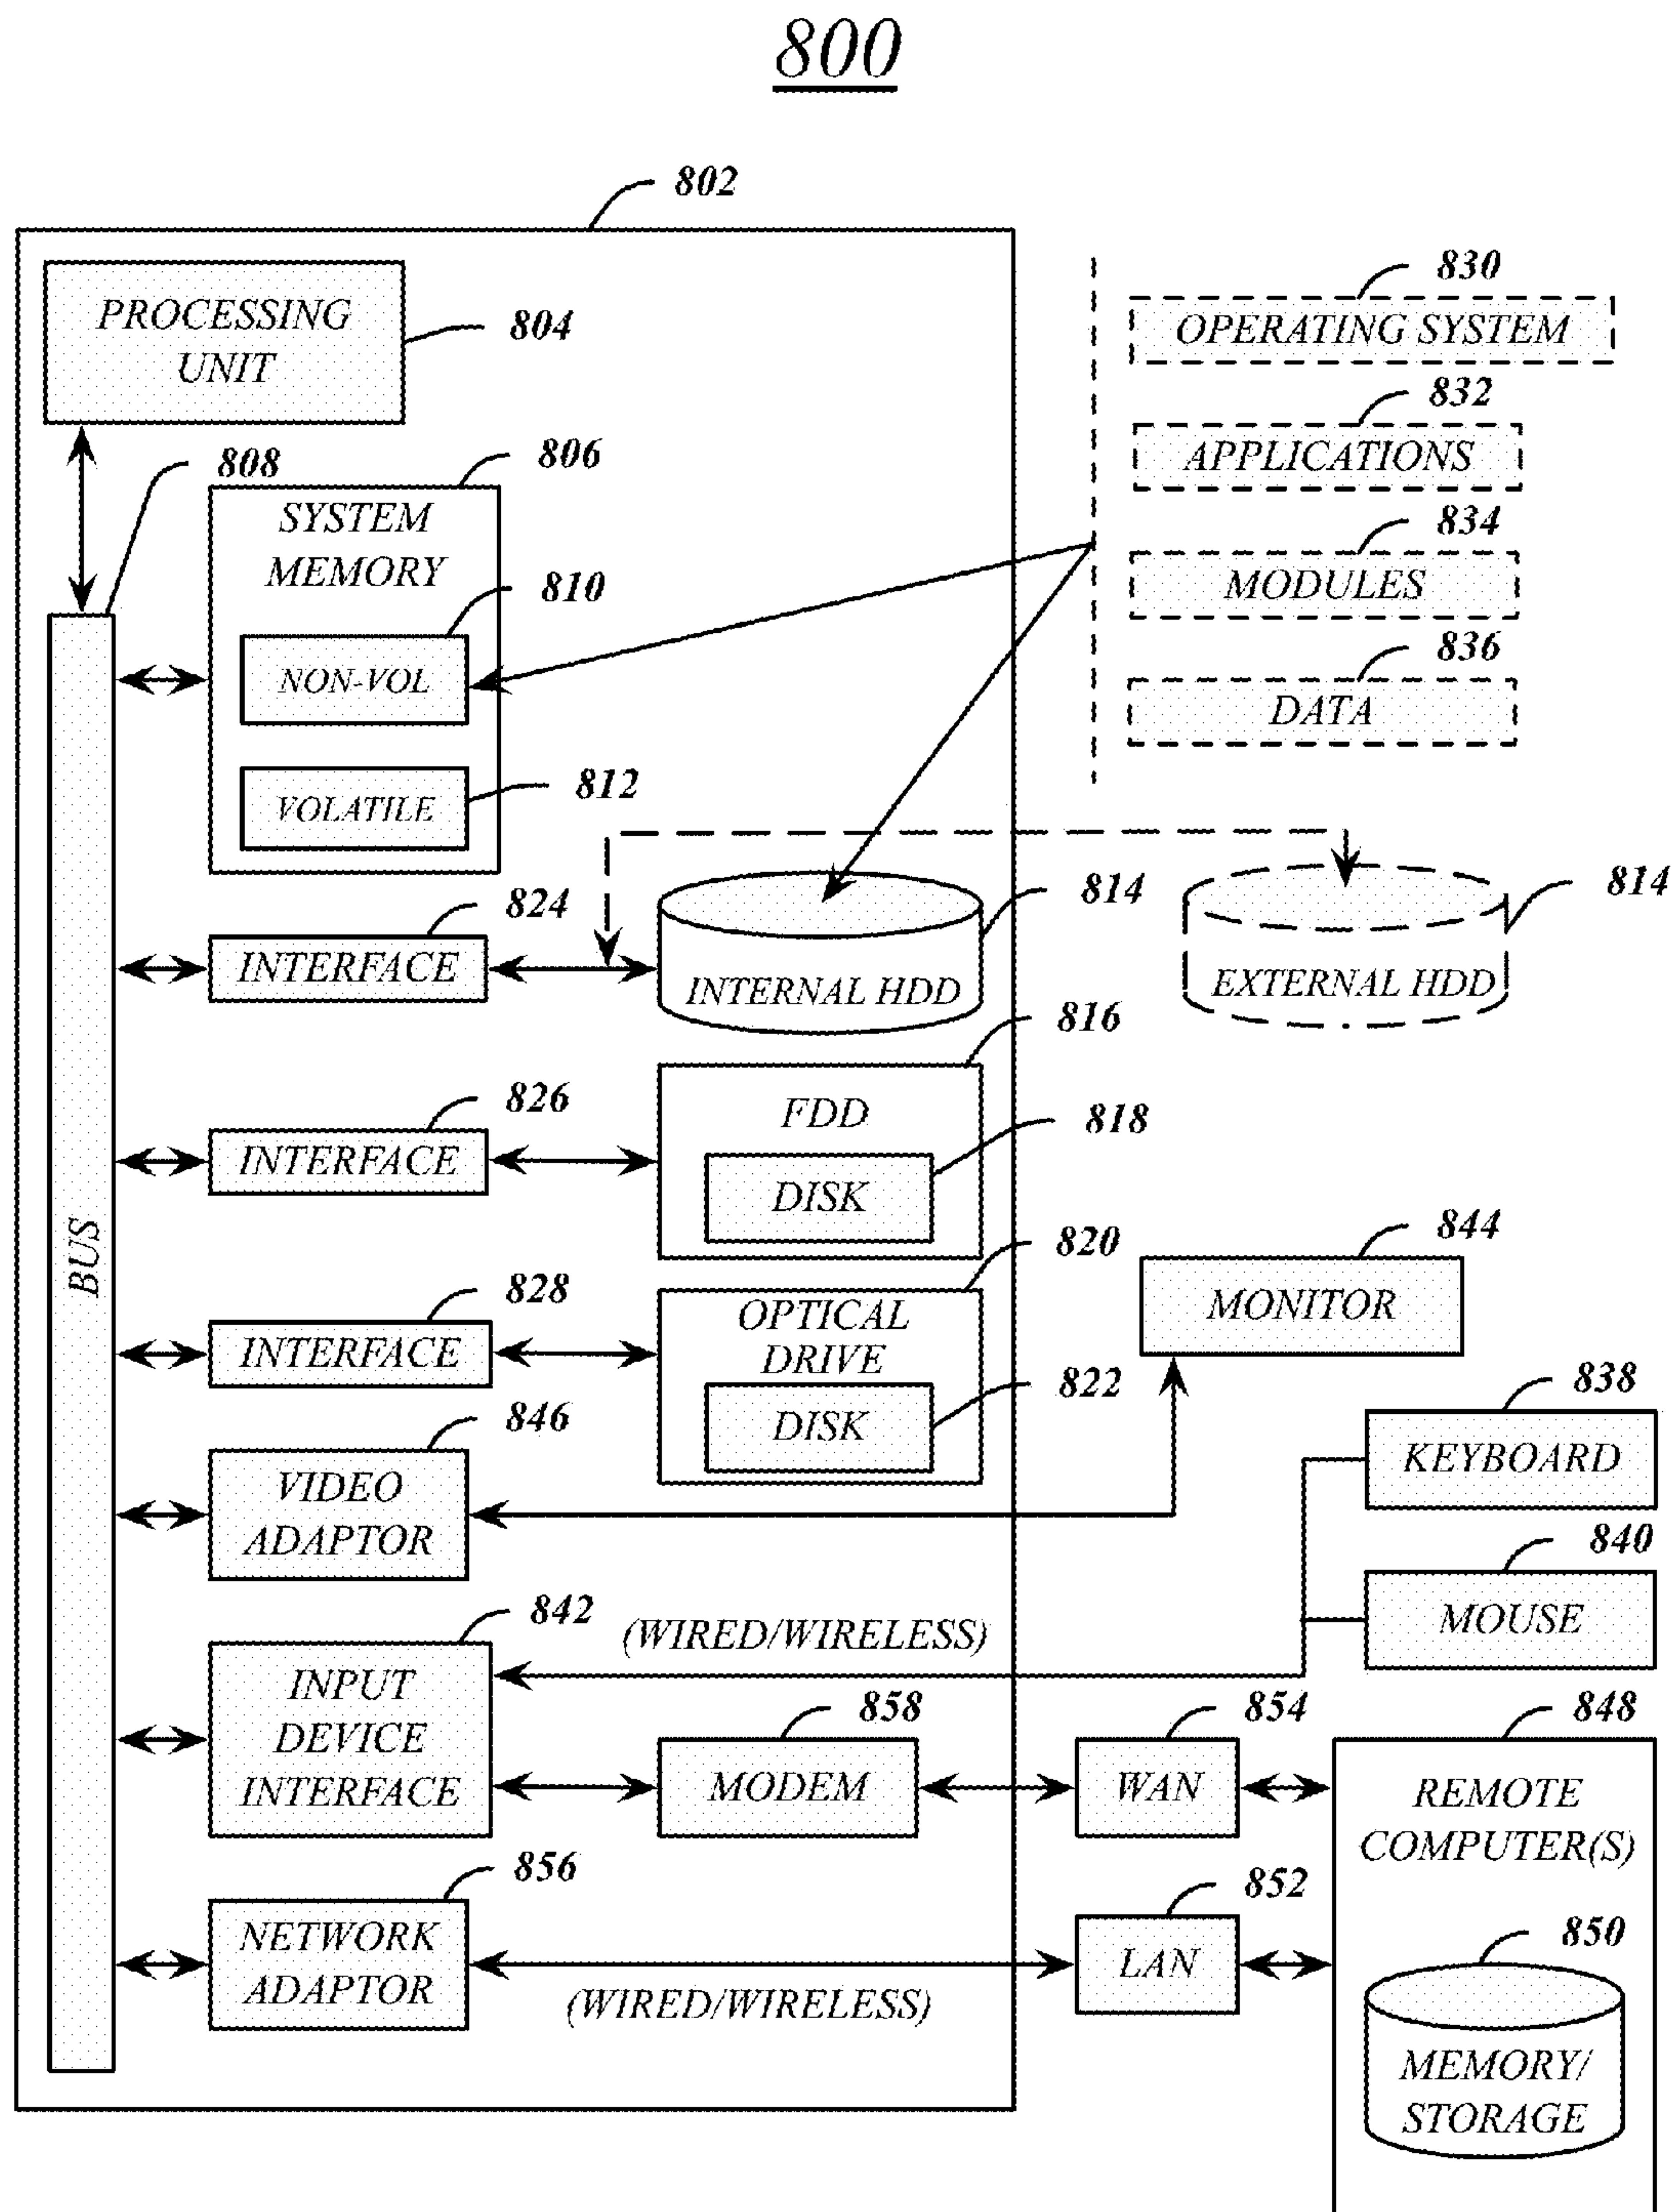 800
802
PROCESSING
UNIT
804
830
OPERATING SYSTEM
832
APPLICATIONS
834
MODULES
836
DATA
808
806
SYSTEM
MEMORY
810
NON-VOL
812
VOLATILE
BUS
824
INTERFACE
814
INTERNAL HDD
814
EXTERNAL HDD
816
FDD
826
INTERFACE
818
DISK
820
OPTICAL
DRIVE
828
INTERFACE
822
DISK
844
MONITOR
846
VIDEO
ADAPTOR
838
KEYBOARD
840
MOUSE
842
INPUT
DEVICE
INTERFACE
(WIRED/WIRELESS)
858
MODEM
854
WAN
848
REMOTE
COMPUTER(S)
856
NETWORK
ADAPTOR
(WIRED/WIRELESS)
852
LAN
850
MEMORY/
STORAGE